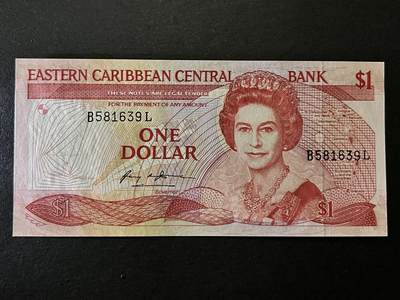 EASTERN CARIBBEAN CENTRAL BANK $1
THESE NOTES ARE LEGAL TENDER
FOR THE PAYMENT OF ANY AMOUNT
B581639L
ONE
DOLLAR
B581639L
$1
$1